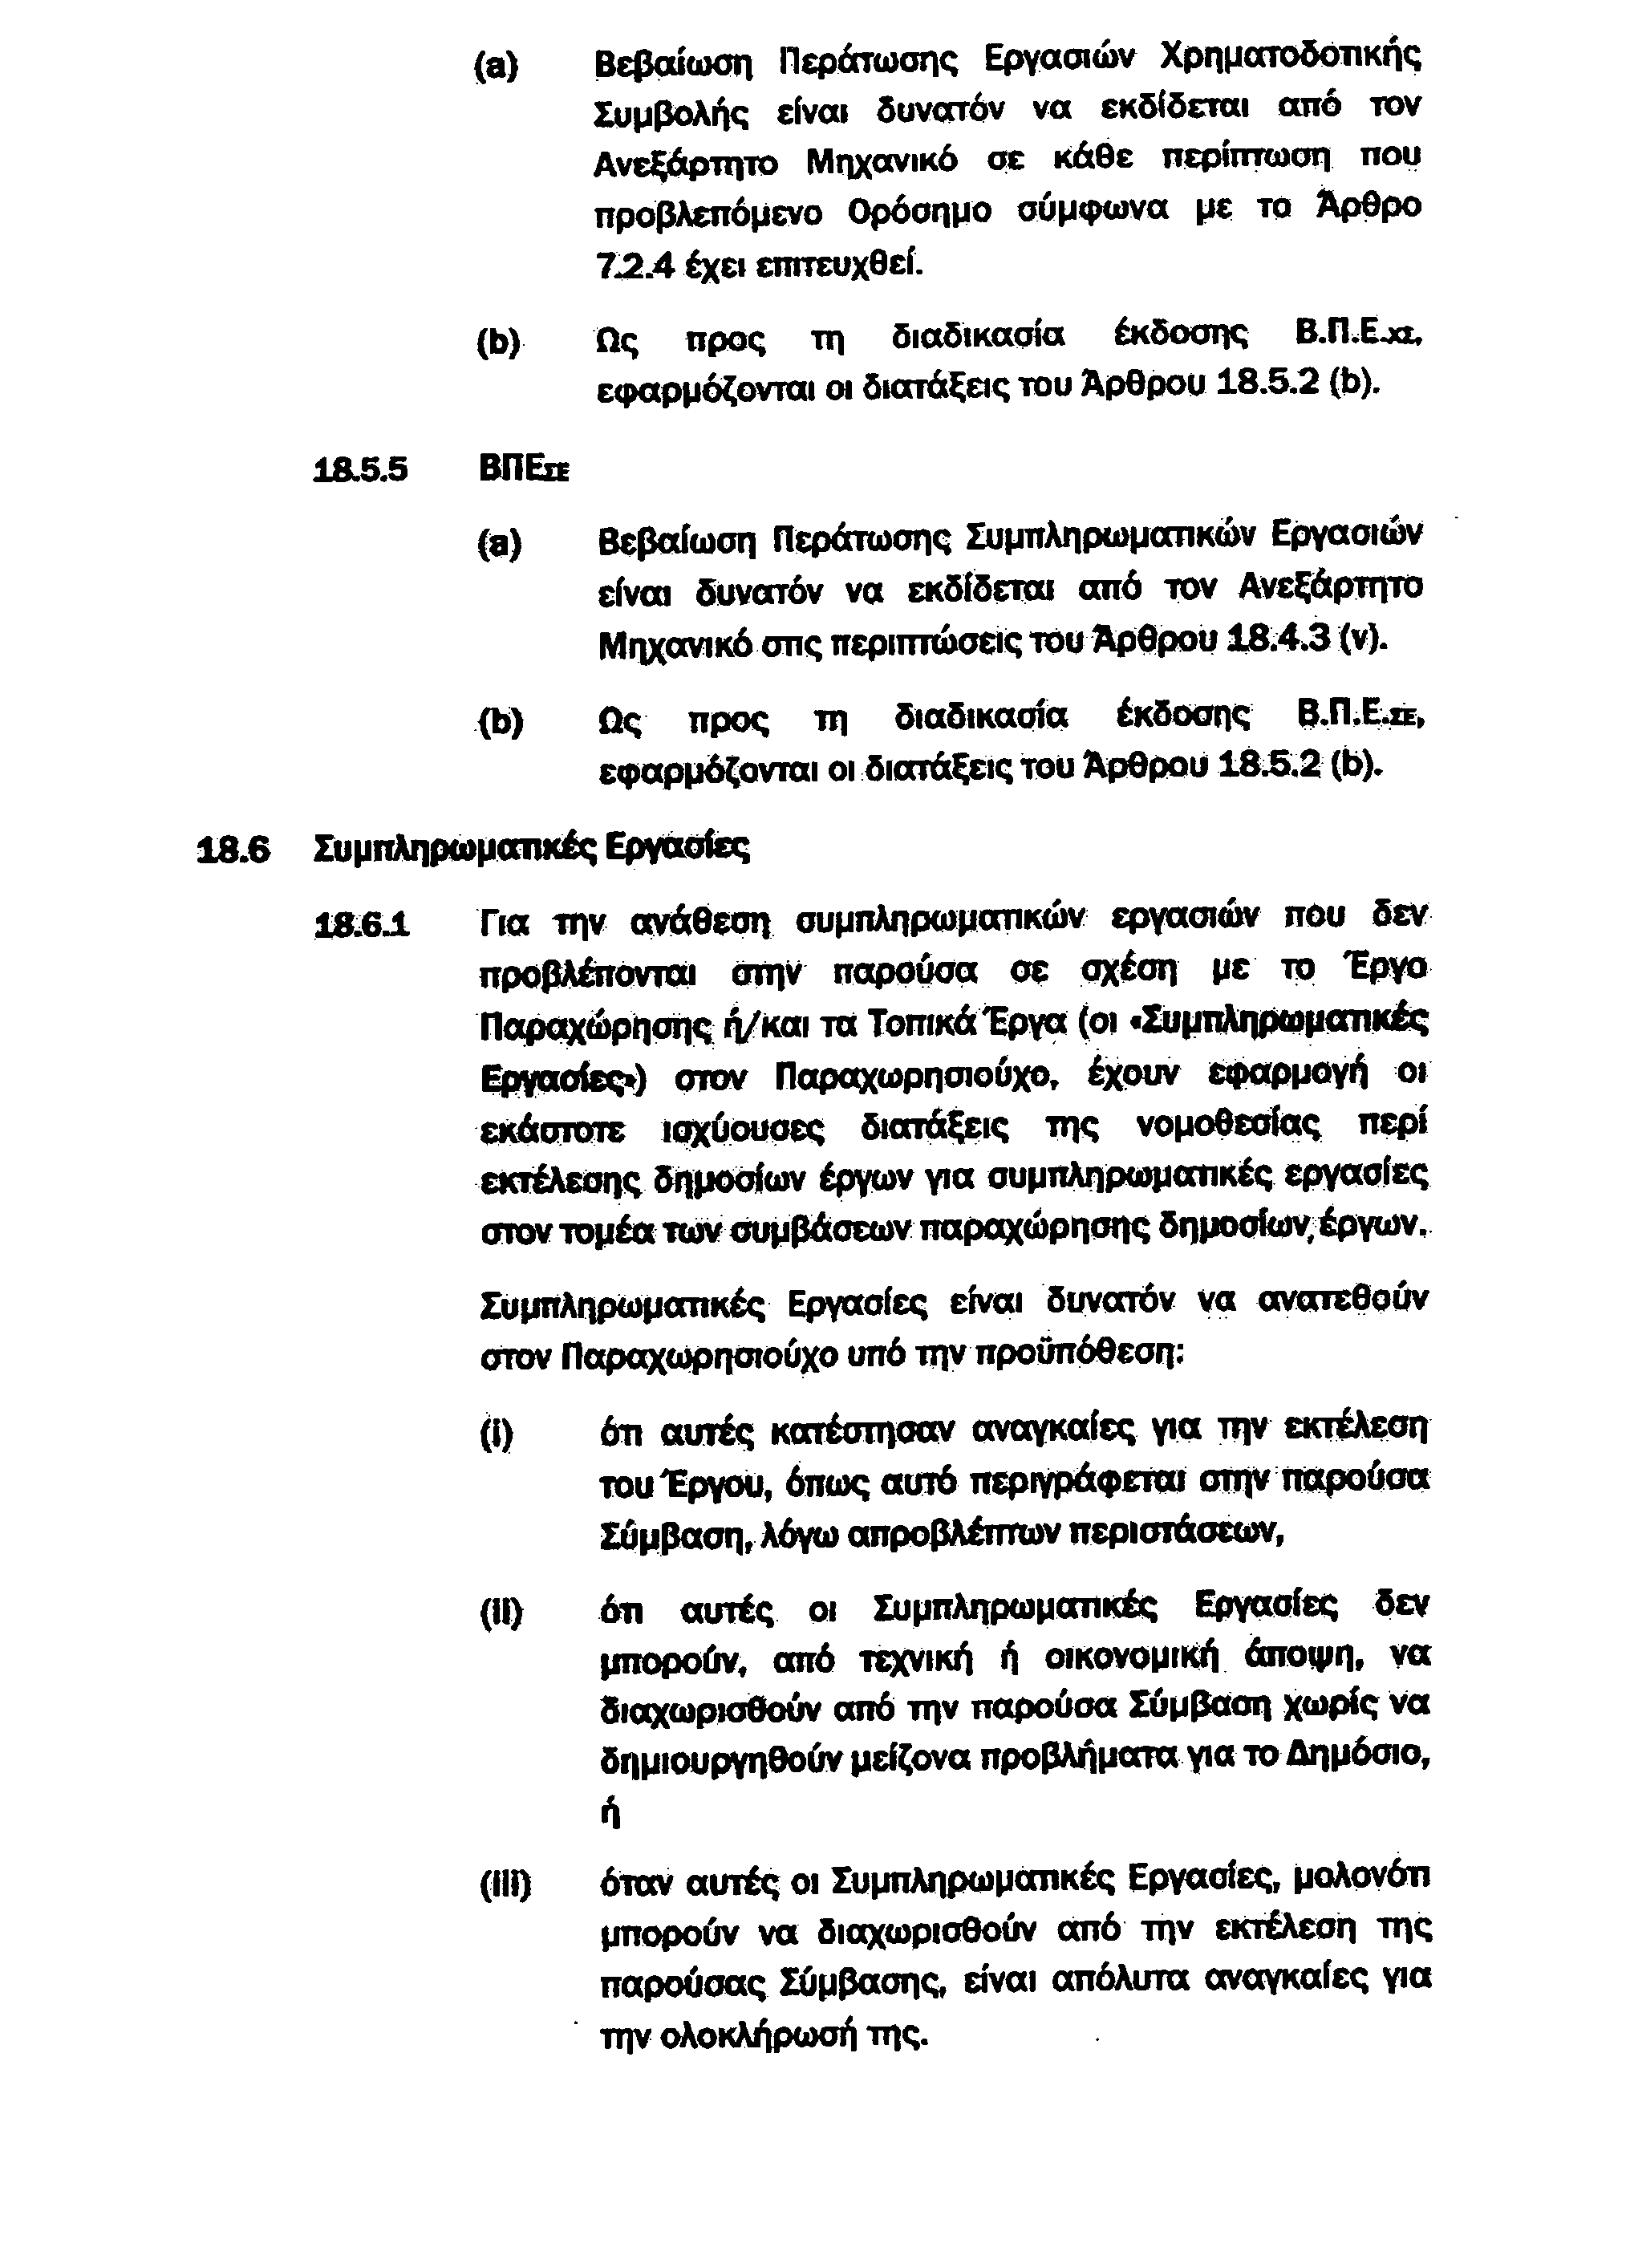 (a) Βεβαίωση Περάτωσης Εργασιών Χρηματοδοτικής
Συμβολής είναι δυνατόν να εκδίδεται από τον
Ανεξάρτητο Μηχανικό σε κάθε περίπτωση που
προβλεπόμενο Ορόσημο σύμφωνα με το Άρθρο
7.2.4 έχει επιτευχθεί.
(b) Ως προς τη διαδικασία έκδοσης Β.Π.Ε.ΧΣ,
εφαρμόζονται οι διατάξεις του Άρθρου 18.5.2 (b).
18.5.5 ΒΠΕΣΕ
(a) Βεβαίωση Περάτωσης Συμπληρωματικών Εργασιών
είναι δυνατόν να εκδίδεται από τον Ανεξάρτητο
Μηχανικό στις περιπτώσεις του Άρθρου 18.4.3 (v).
(b) Ως προς τη διαδικασία έκδοσης Β.Π.Ε.ΣΕ,
εφαρμόζονται οι διατάξεις του Άρθρου 18.5.2 (b).
18.6 Συμπληρωματικές Εργασίες
18.6.1 Για την ανάθεση συμπληρωματικών εργασιών που δεν
προβλέπονται στην παρούσα σε σχέση με το Έργο
Παραχώρησης ή/και τα Τοπικά Έργα (οι «Συμπληρωματικές
Εργασίες») στον Παραχωρησιούχο, έχουν εφαρμογή οι
εκάστοτε ισχύουσες διατάξεις της νομοθεσίας περί
εκτέλεσης δημοσίων έργων για συμπληρωματικές εργασίες
στον τομέα των συμβάσεων παραχώρησης δημοσίων έργων.
Συμπληρωματικές Εργασίες είναι δυνατόν να ανατεθούν
στον Παραχωρησιούχο υπό την προϋπόθεση:
(i) ότι αυτές κατέστησαν αναγκαίες για την εκτέλεση
του Έργου, όπως αυτό περιγράφεται στην παρούσα
Σύμβαση, λόγω απροβλέπτων περιστάσεων,
(ii) ότι αυτές οι Συμπληρωματικές Εργασίες δεν
μπορούν, από τεχνική ή οικονομική άποψη, να
διαχωρισθούν από την παρούσα Σύμβαση χωρίς να
δημιουργηθούν μείζονα προβλήματα για το Δημόσιο,
ή
(iii) όταν αυτές οι Συμπληρωματικές Εργασίες, μολονότι
μπορούν να διαχωρισθούν από την εκτέλεση της
παρούσας Σύμβασης, είναι απόλυτα αναγκαίες για
την ολοκλήρωσή της.